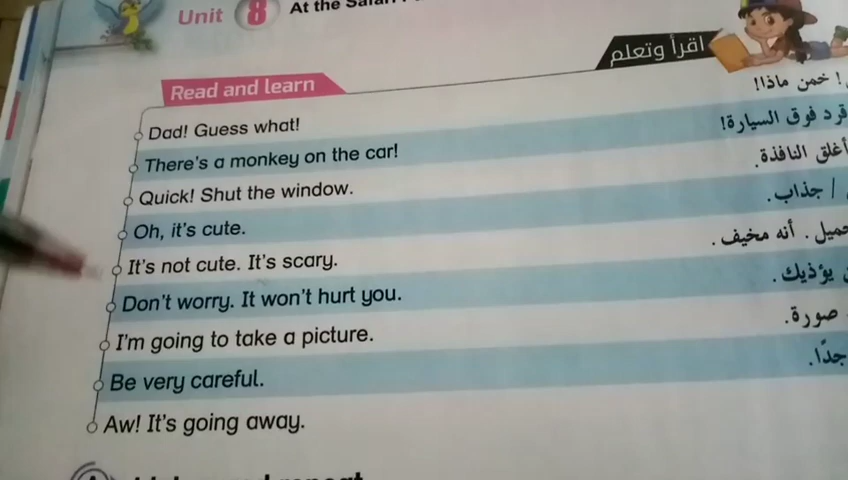 Unit 8 At the
اقرأ وتعلم
Read and learn
Dad! Guess what! ! خمن ماذا!
There's a monkey on the car! قرد فوق السيارة!
Quick! Shut the window. أغلق النافذة.
Oh, it's cute. / جذاب.
It's not cute. It's scary. جميل. أنه مخيف.
Don't worry. It won't hurt you. يؤذيك.
I'm going to take a picture. صورة.
Be very careful. جدًا.
Aw! It's going away.